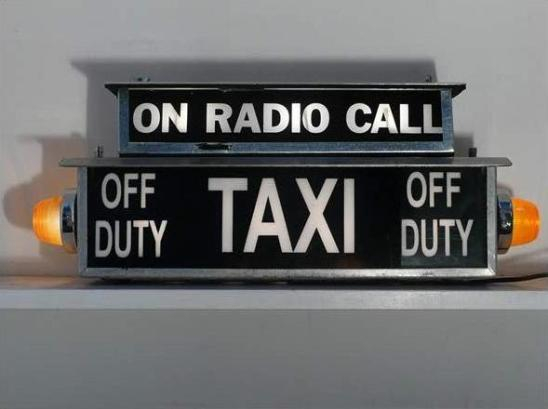 ON RADIO CALL
OFF DUTY
TAXI
OFF DUTY